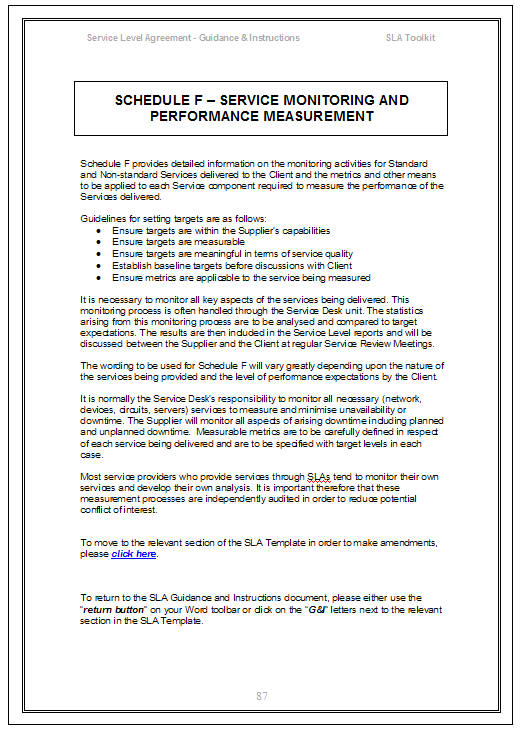 Service Level Agreement - Guidance & Instructions SLA Toolkit
SCHEDULE F – SERVICE MONITORING AND
PERFORMANCE MEASUREMENT
Schedule F provides detailed information on the monitoring activities for Standard
and Non-standard Services delivered to the Client and the metrics and other means
to be applied to each Service component required to measure the performance of the
Services delivered.
Guidelines for setting targets are as follows:
• Ensure targets are within the Supplier's capabilities
• Ensure targets are measurable
• Ensure targets are meaningful in terms of service quality
• Establish baseline targets before discussions with Client
• Ensure metrics are applicable to the service being measured
It is necessary to monitor all key aspects of the services being delivered. This
monitoring process is often handled through the Service Desk unit. The statistics
arising from this monitoring process are to be analysed and compared to target
expectations. The results are then included in the Service Level reports and will be
discussed between the Supplier and the Client at regular Service Review Meetings.
The wording to be used for Schedule F will vary greatly depending upon the nature of
the services being provided and the level of performance expectations by the Client.
It is normally the Service Desk's responsibility to monitor all necessary (network,
devices, circuits, servers) services to measure and minimise unavailability or
downtime. The Supplier will monitor all aspects of arising downtime including planned
and unplanned downtime. Measurable metrics are to be carefully defined in respect
of each service being delivered and are to be specified with target levels in each
case.
Most service providers who provide services through SLAs tend to monitor their own
services and develop their own analysis. It is important therefore that these
measurement processes are independently audited in order to reduce potential
conflict of interest.
To move to the relevant section of the SLA Template in order to make amendments,
please click here.
To return to the SLA Guidance and Instructions document, please either use the
"return button" on your Word toolbar or click on the "G&I" letters next to the relevant
section in the SLA Template.
87